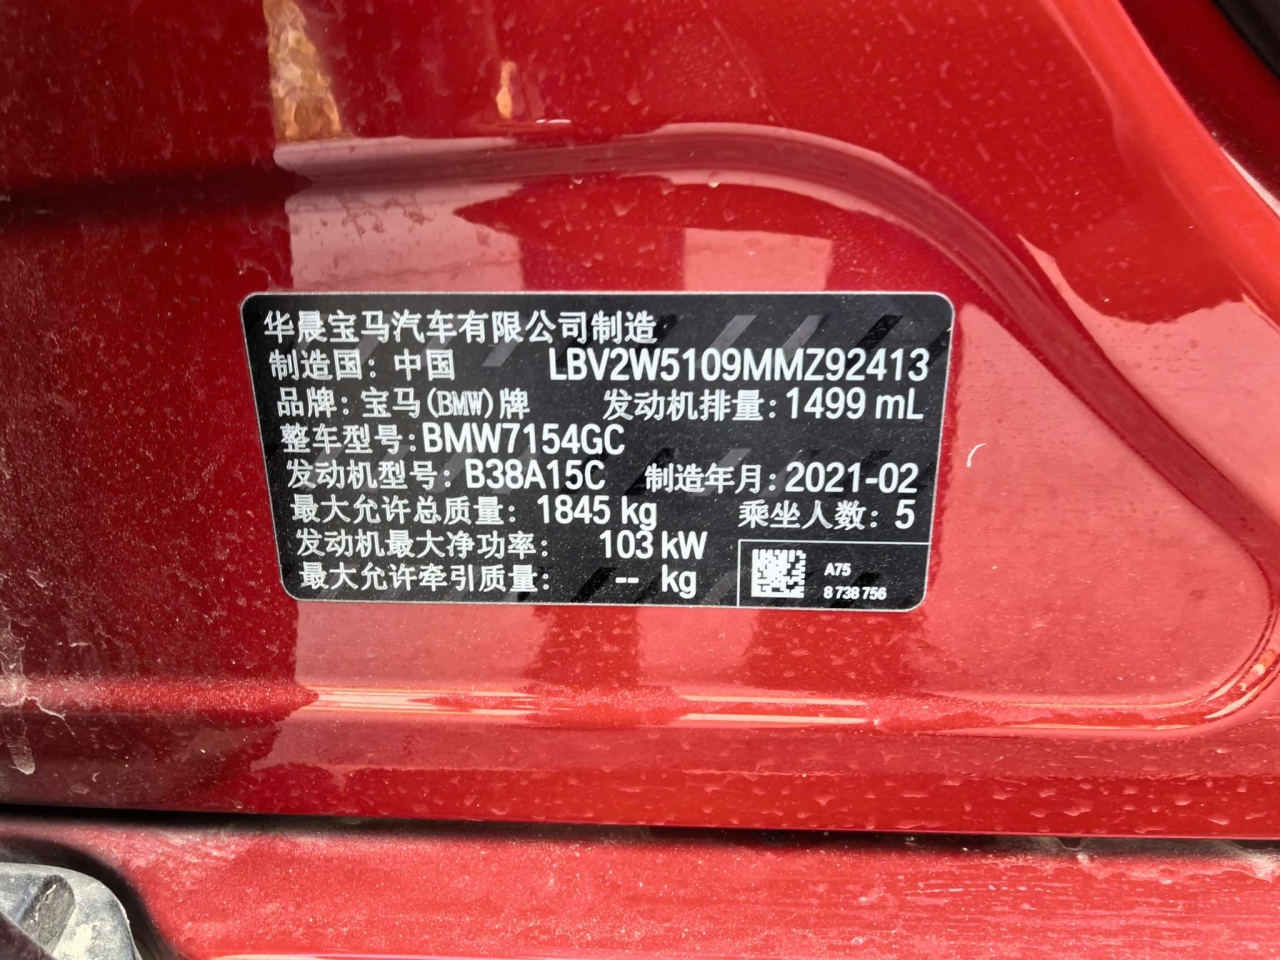 华晨宝马汽车有限公司制造
制造国：中国 LBV2W5109MMZ92413
品牌：宝马(BMW)牌 发动机排量：1499 mL
整车型号：BMW7154GC
发动机型号：B38A15C 制造年月：2021-02
最大允许总质量：1845 kg 乘坐人数：5
发动机最大净功率：103 kW
最大允许牵引质量：-- kg
A75
8 738 756